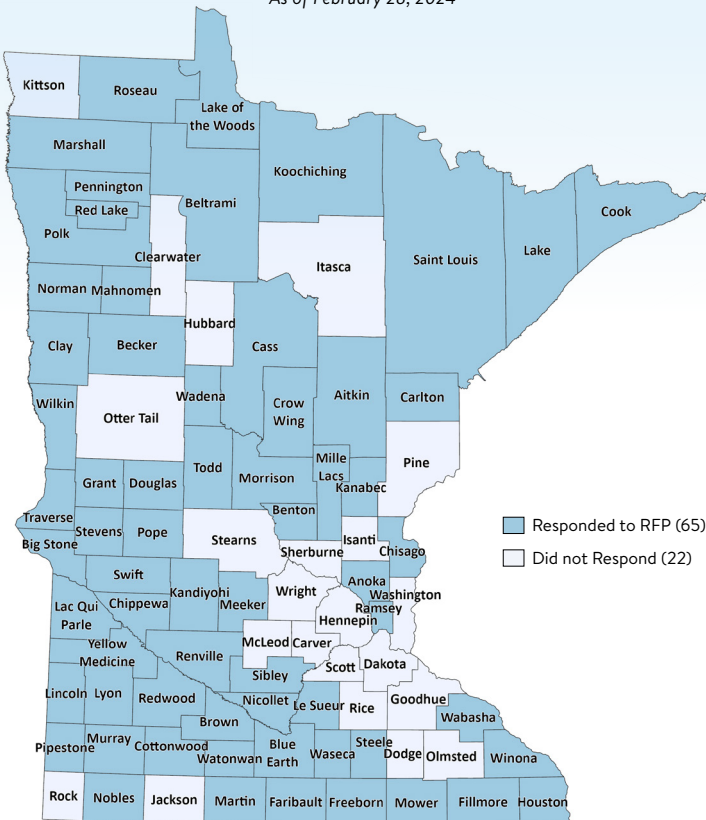 As of February 28, 2024
Kittson
Roseau
Lake of
the Woods
Marshall
Koochiching
Pennington
Red Lake
Beltrami
Polk
Clearwater
Cook
Lake
Saint Louis
Itasca
Norman
Mahnomen
Hubbard
Clay
Becker
Cass
Wadena
Aitkin
Carlton
Wilkin
Otter Tail
Crow
Wing
Pine
Todd
Mille
Lacs
Morrison
Grant
Douglas
Kanabec
Benton
Traverse
Stevens
Pope
Stearns
Isanti
Big Stone
Sherburne
Chisago
Responded to RFP (65)
Did not Respond (22)
Swift
Kandiyohi
Anoka
Wright
Washington
Lac Qui
Parle
Chippewa
Meeker
Ramsey
Hennepin
Yellow
Medicine
Renville
McLeod
Carver
Scott
Dakota
Sibley
Lincoln
Lyon
Redwood
Nicollet
Le Sueur
Rice
Goodhue
Wabasha
Brown
Pipestone
Murray
Cottonwood
Watonwan
Blue
Earth
Waseca
Steele
Dodge
Olmsted
Winona
Rock
Nobles
Jackson
Martin
Faribault
Freeborn
Mower
Fillmore
Houston